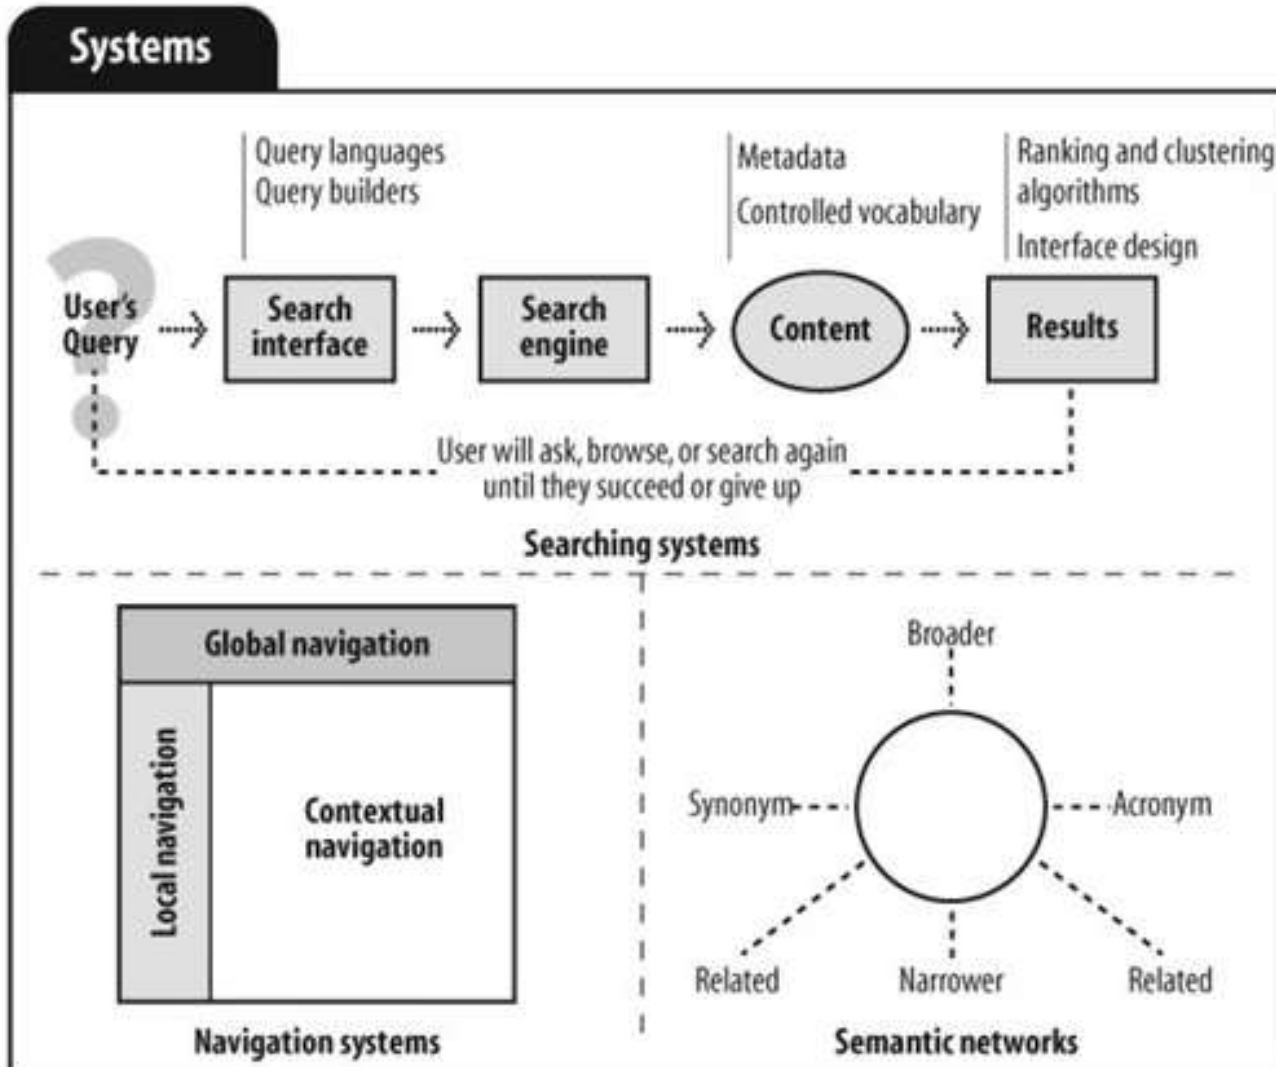 Systems
Query languages
Query builders
Metadata
Controlled vocabulary
Ranking and clustering
algorithms
Interface design
User's
Query
Search
interface
Search
engine
Content
Results
User will ask, browse, or search again
until they succeed or give up
Searching systems
Global navigation
Local navigation
Contextual
navigation
Navigation systems
Broader
Synonym
Acronym
Related
Narrower
Related
Semantic networks